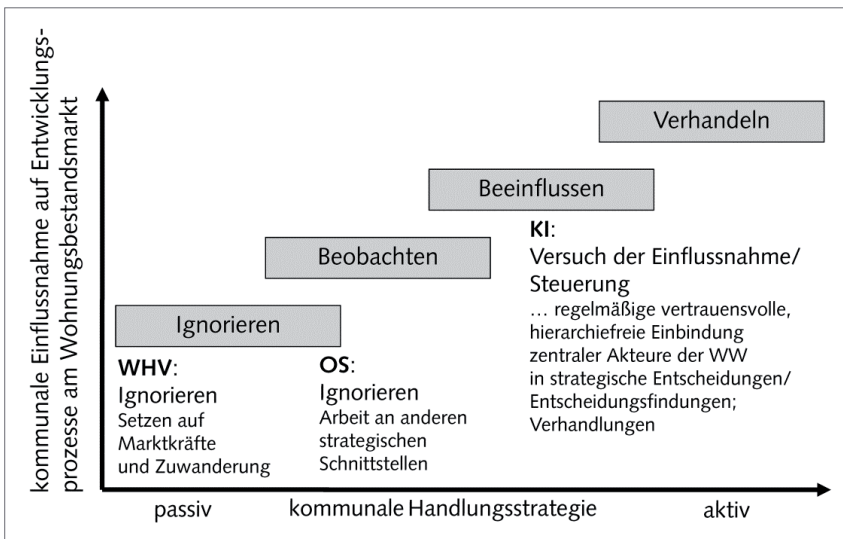 kommunale Einflussnahme auf Entwicklungs-
prozesse am Wohnungsbestandsmarkt
Verhandeln
Beeinflussen
Beobachten
Ignorieren
WHV:
Ignorieren
Setzen auf
Marktkräfte
und Zuwanderung
OS:
Ignorieren
Arbeit an anderen
strategischen
Schnittstellen
KI:
Versuch der Einflussnahme/
Steuerung
... regelmäßige vertrauensvolle,
hierarchiefreie Einbindung
zentraler Akteure der WW
in strategische Entscheidungen/
Entscheidungsfindungen;
Verhandlungen
passiv
kommunale Handlungsstrategie
aktiv